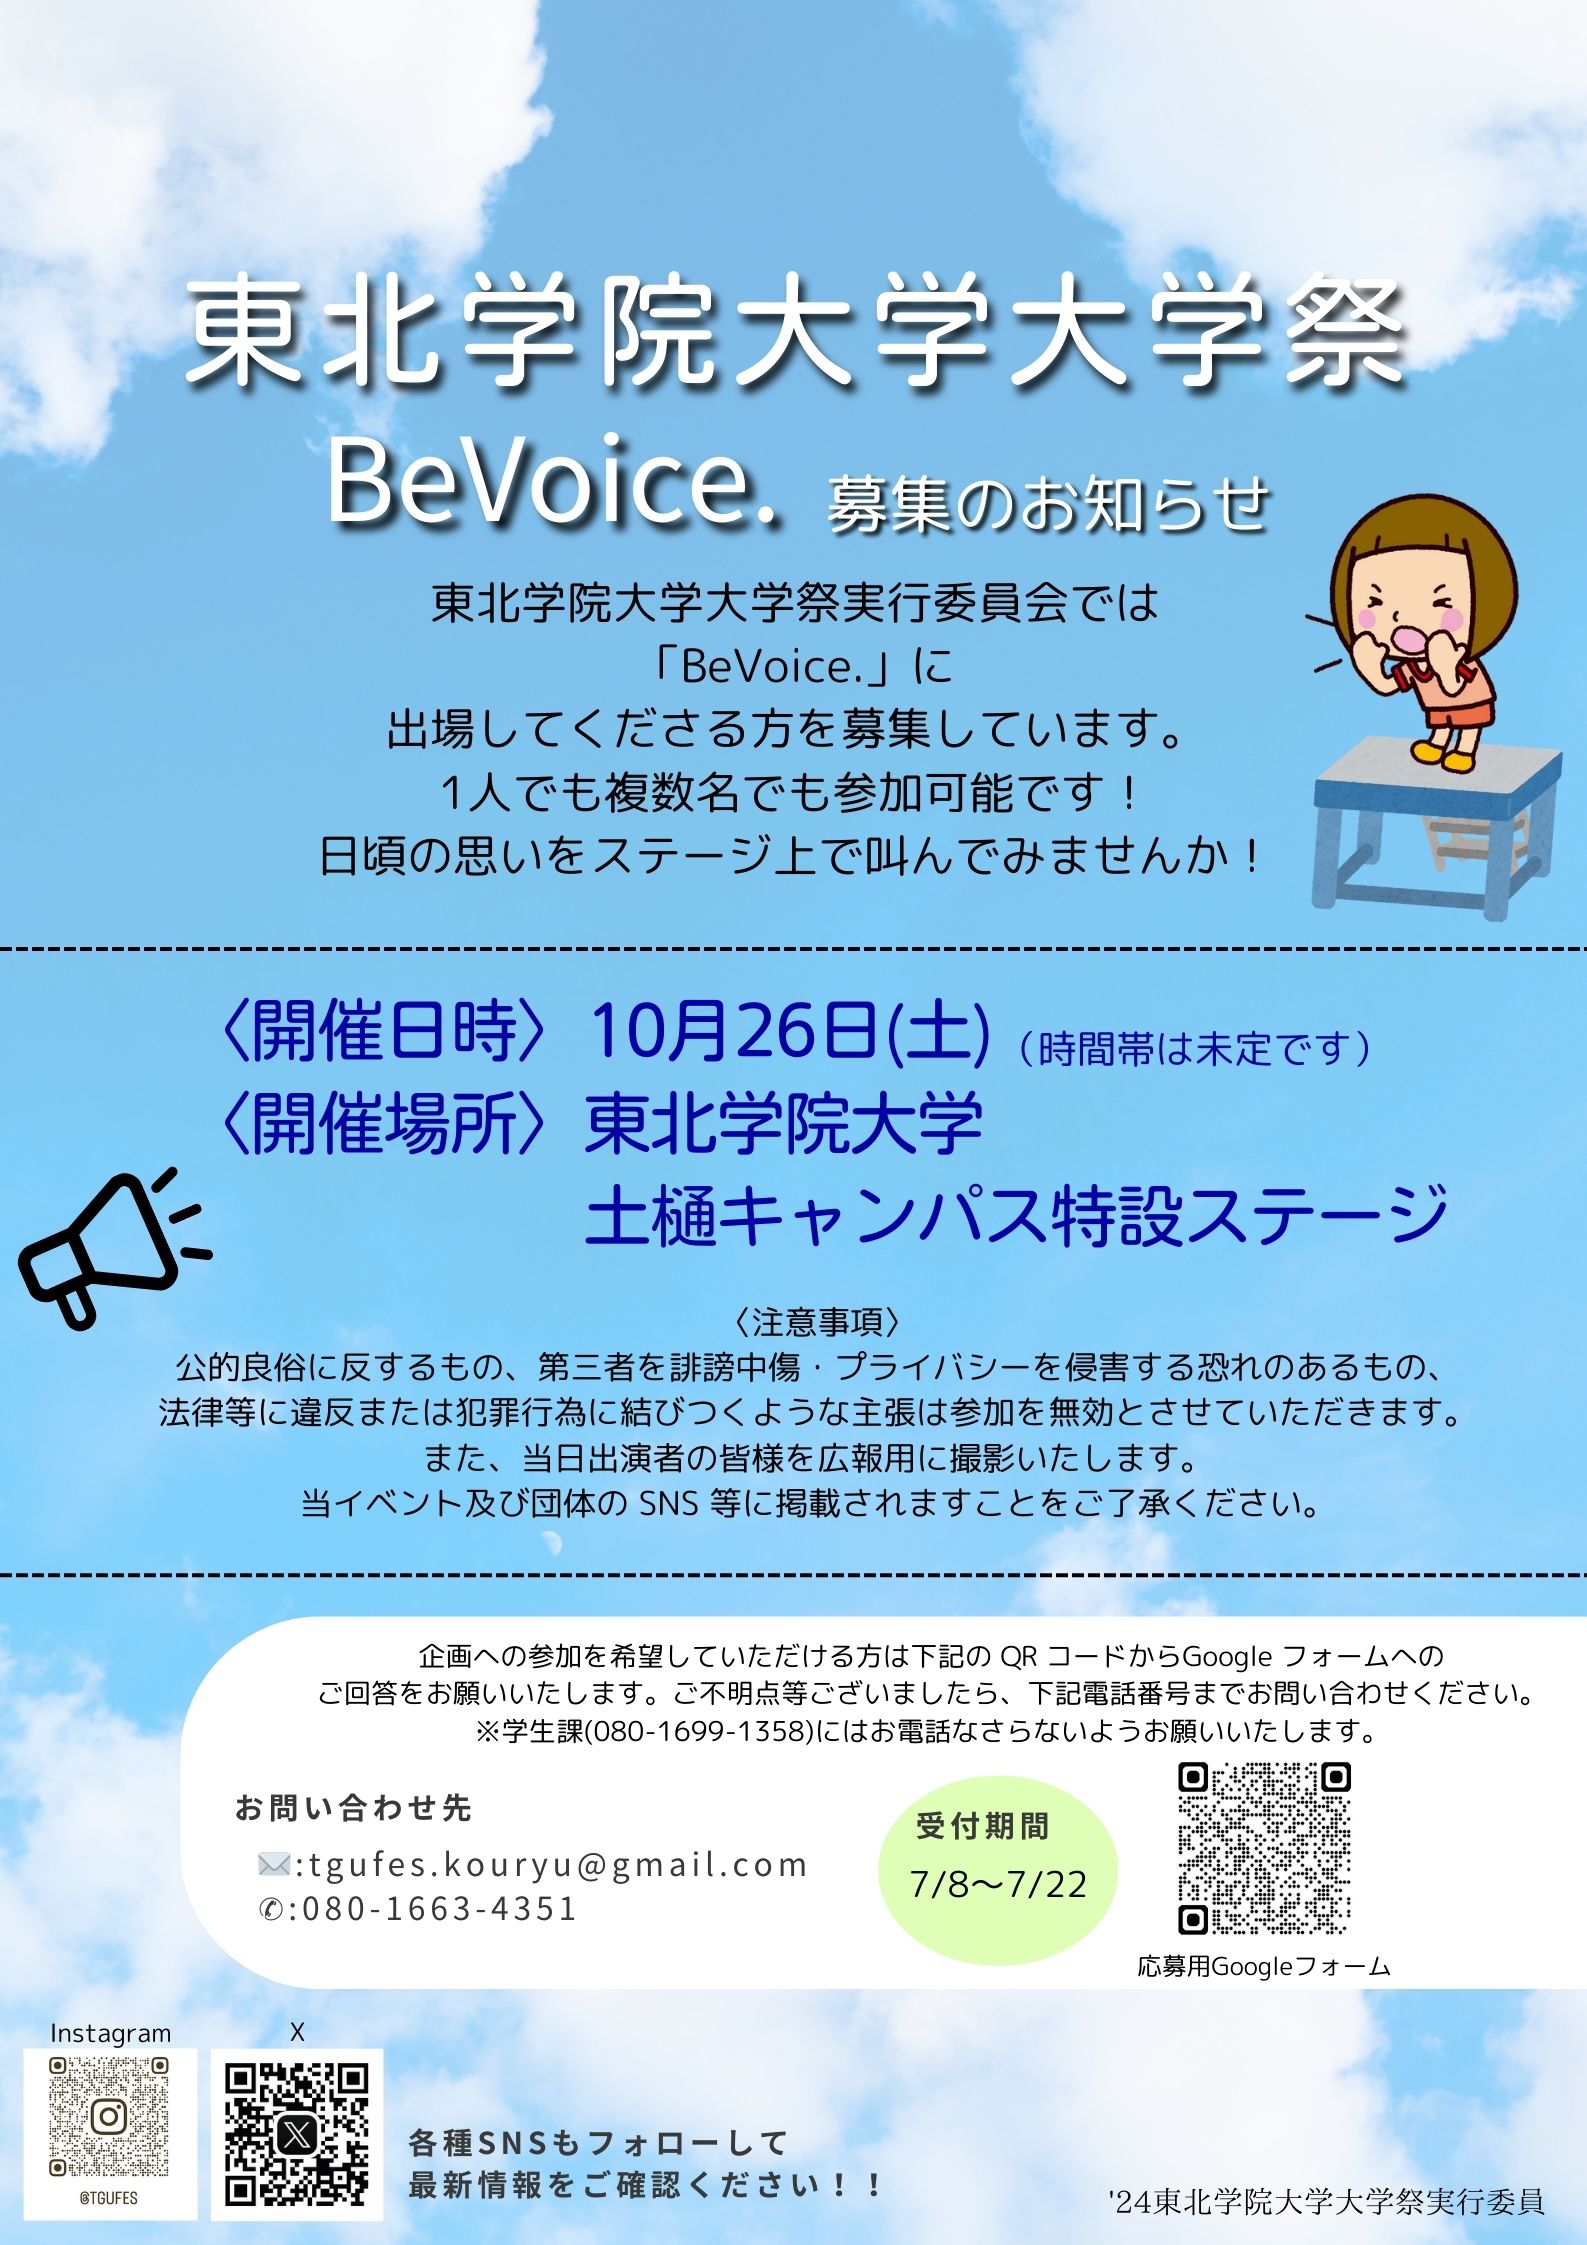 東北学院大学大学祭
BeVoice. 募集のお知らせ
東北学院大学大学祭実行委員会では
「BeVoice.」に
出場してくださる方を募集しています。
1人でも複数名でも参加可能です！
日頃の思いをステージ上で叫んでみませんか！
〈開催日時〉10月26日(土)（時間帯は未定です）
〈開催場所〉東北学院大学
土樋キャンパス特設ステージ
〈注意事項〉
公的良俗に反するもの、第三者を誹謗中傷・プライバシーを侵害する恐れのあるもの、
法律等に違反または犯罪行為に結びつくような主張は参加を無効とさせていただきます。
また、当日出演者の皆様を広報用に撮影いたします。
当イベント及び団体の SNS 等に掲載されますことをご了承ください。
企画への参加を希望していただける方は下記の QR コードからGoogle フォームへの
ご回答をお願いいたします。ご不明点等ございましたら、下記電話番号までお問い合わせください。
※学生課(080-1699-1358)にはお電話なさらないようお願いいたします。
お問い合わせ先
✉:tgufes.kouryu@gmail.com
✆:080-1663-4351
受付期間
7/8～7/22
応募用Googleフォーム
Instagram
X
@TGUFES
各種SNSもフォローして
最新情報をご確認ください！！
'24東北学院大学大学祭実行委員